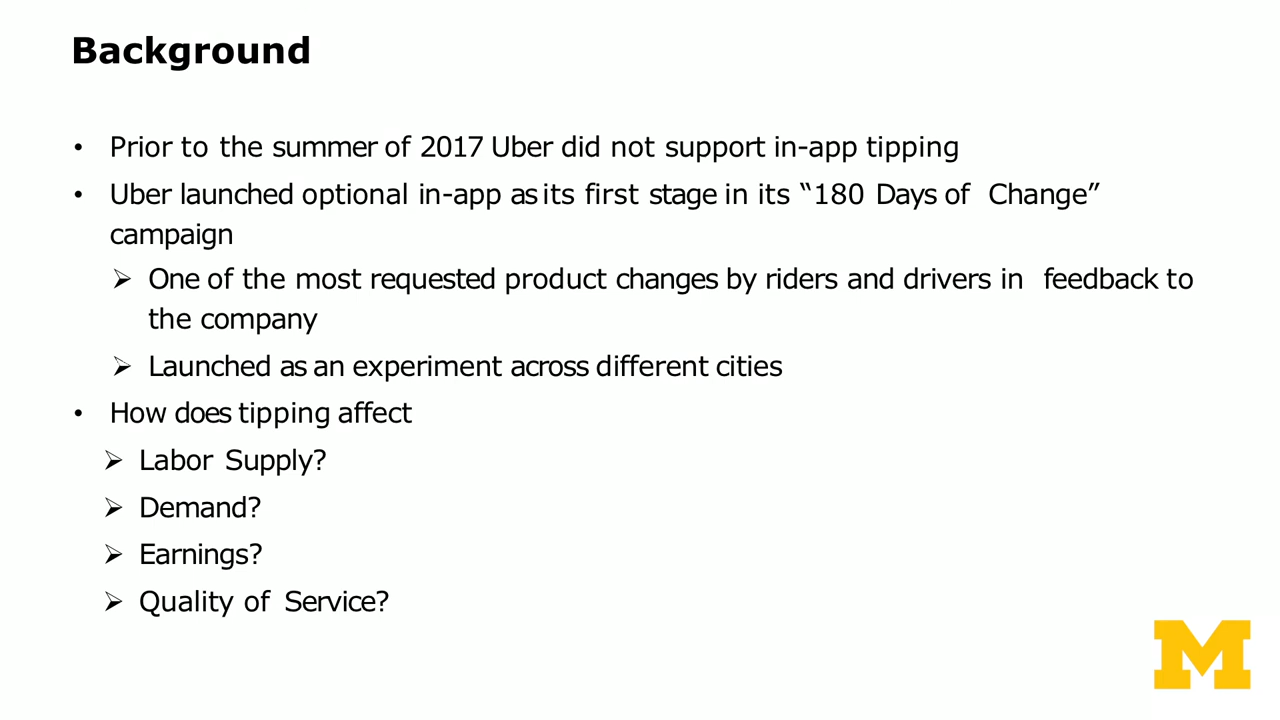 Background
• Prior to the summer of 2017 Uber did not support in-app tipping
• Uber launched optional in-app as its first stage in its “180 Days of Change”
campaign
➢ One of the most requested product changes by riders and drivers in feedback to
the company
➢ Launched as an experiment across different cities
• How does tipping affect
➢ Labor Supply?
➢ Demand?
➢ Earnings?
➢ Quality of Service?
M